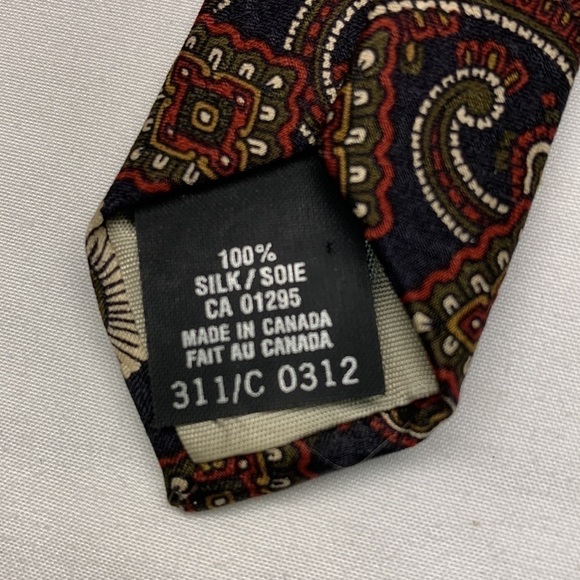 100%
SILK/SOIE
CA 01295
MADE IN CANADA
FAIT AU CANADA
311/C 0312